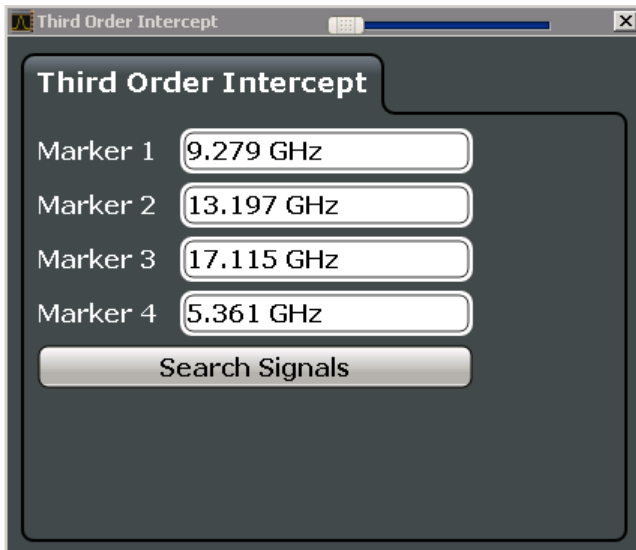 Third Order Intercept
Third Order Intercept
Marker 1 9.279 GHz
Marker 2 13.197 GHz
Marker 3 17.115 GHz
Marker 4 5.361 GHz
Search Signals